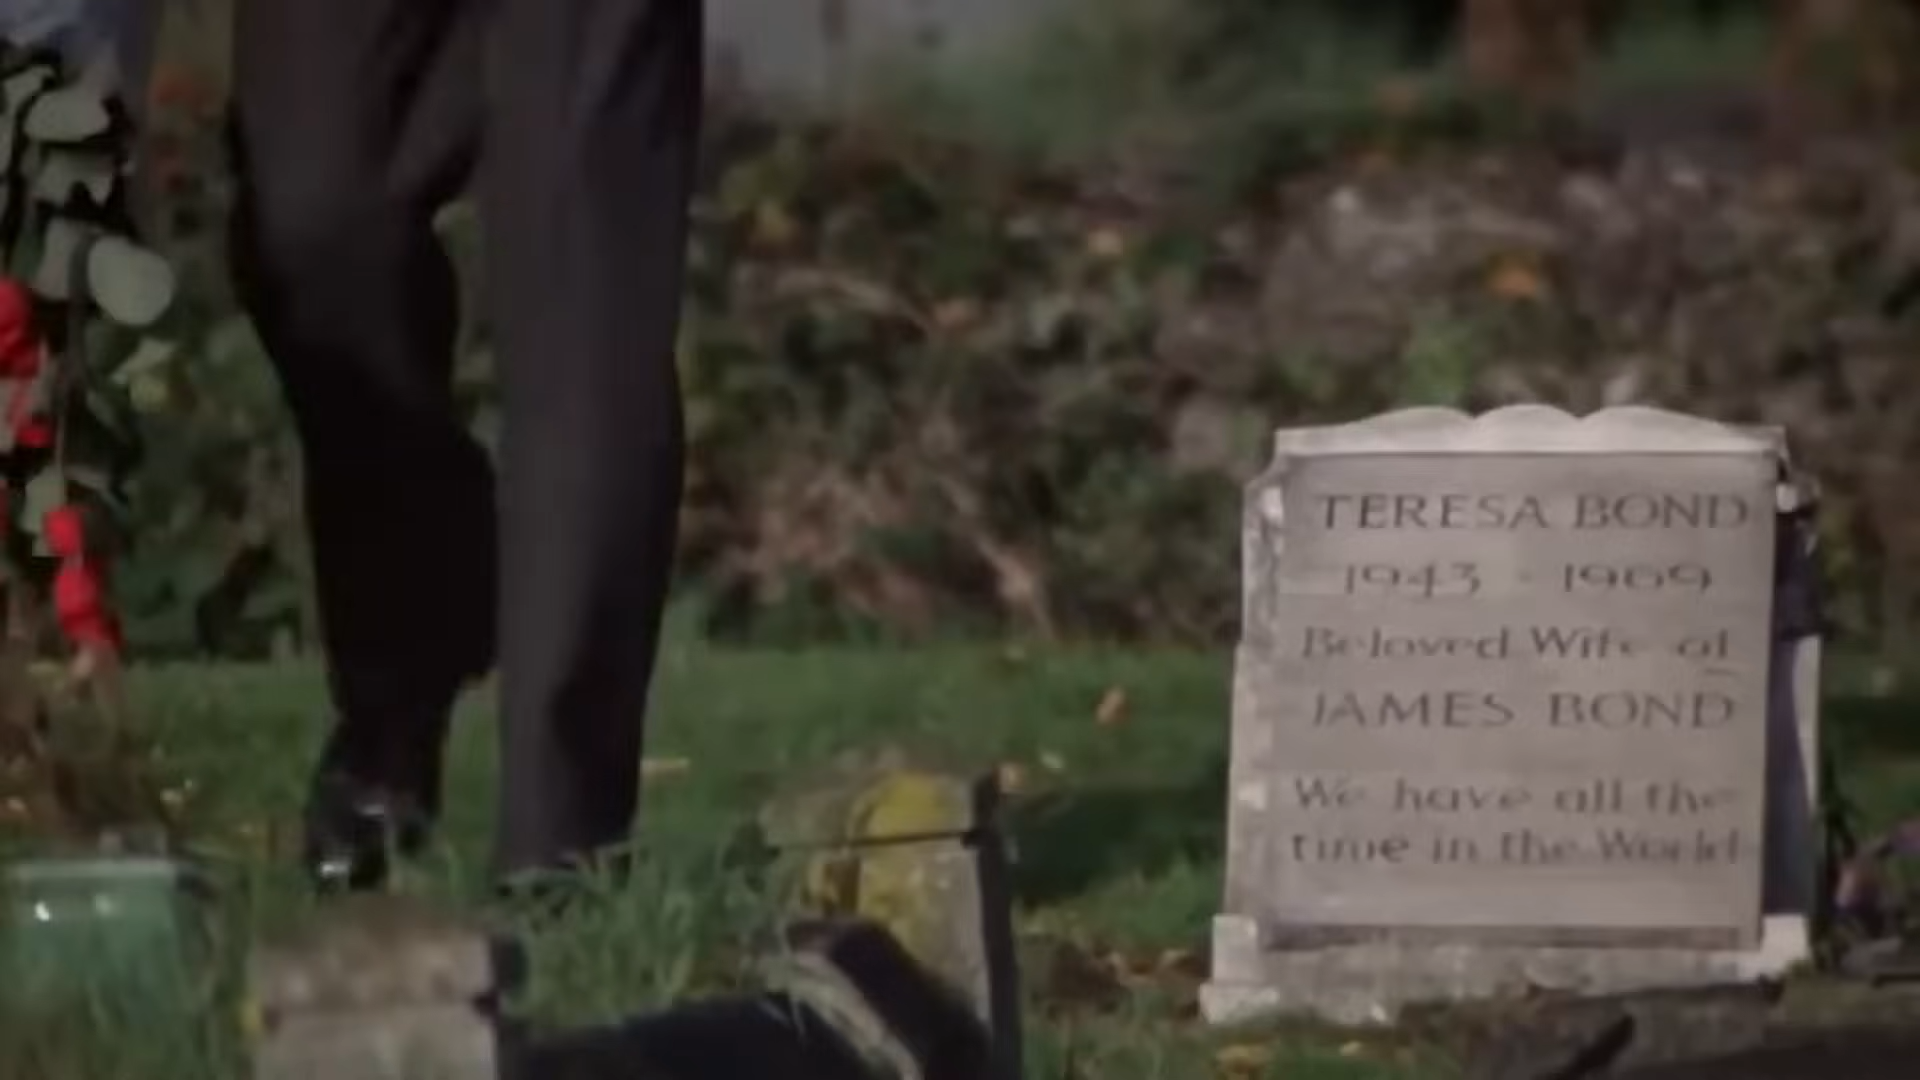 TERESA BOND
1943 - 1969
Beloved Wife of
JAMES BOND
We have all the
time in the World